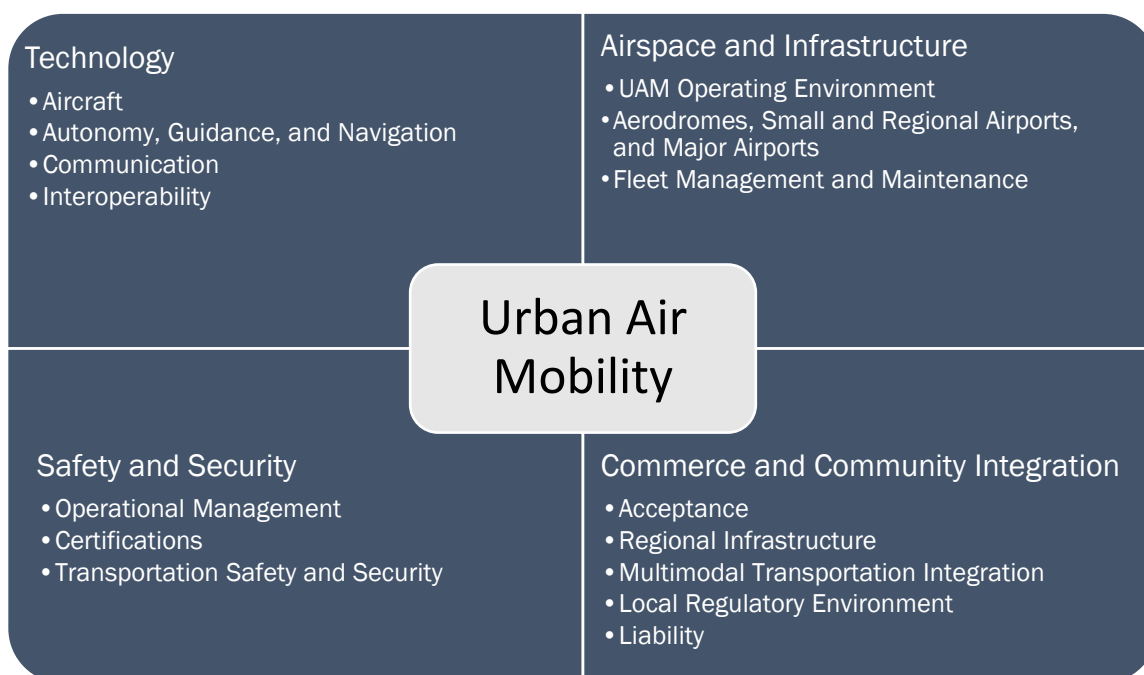 Technology
•Aircraft
•Autonomy, Guidance, and Navigation
•Communication
•Interoperability
Airspace and Infrastructure
•UAM Operating Environment
•Aerodromes, Small and Regional Airports,
and Major Airports
•Fleet Management and Maintenance
Urban Air
Mobility
Safety and Security
•Operational Management
•Certifications
•Transportation Safety and Security
Commerce and Community Integration
•Acceptance
•Regional Infrastructure
•Multimodal Transportation Integration
•Local Regulatory Environment
•Liability